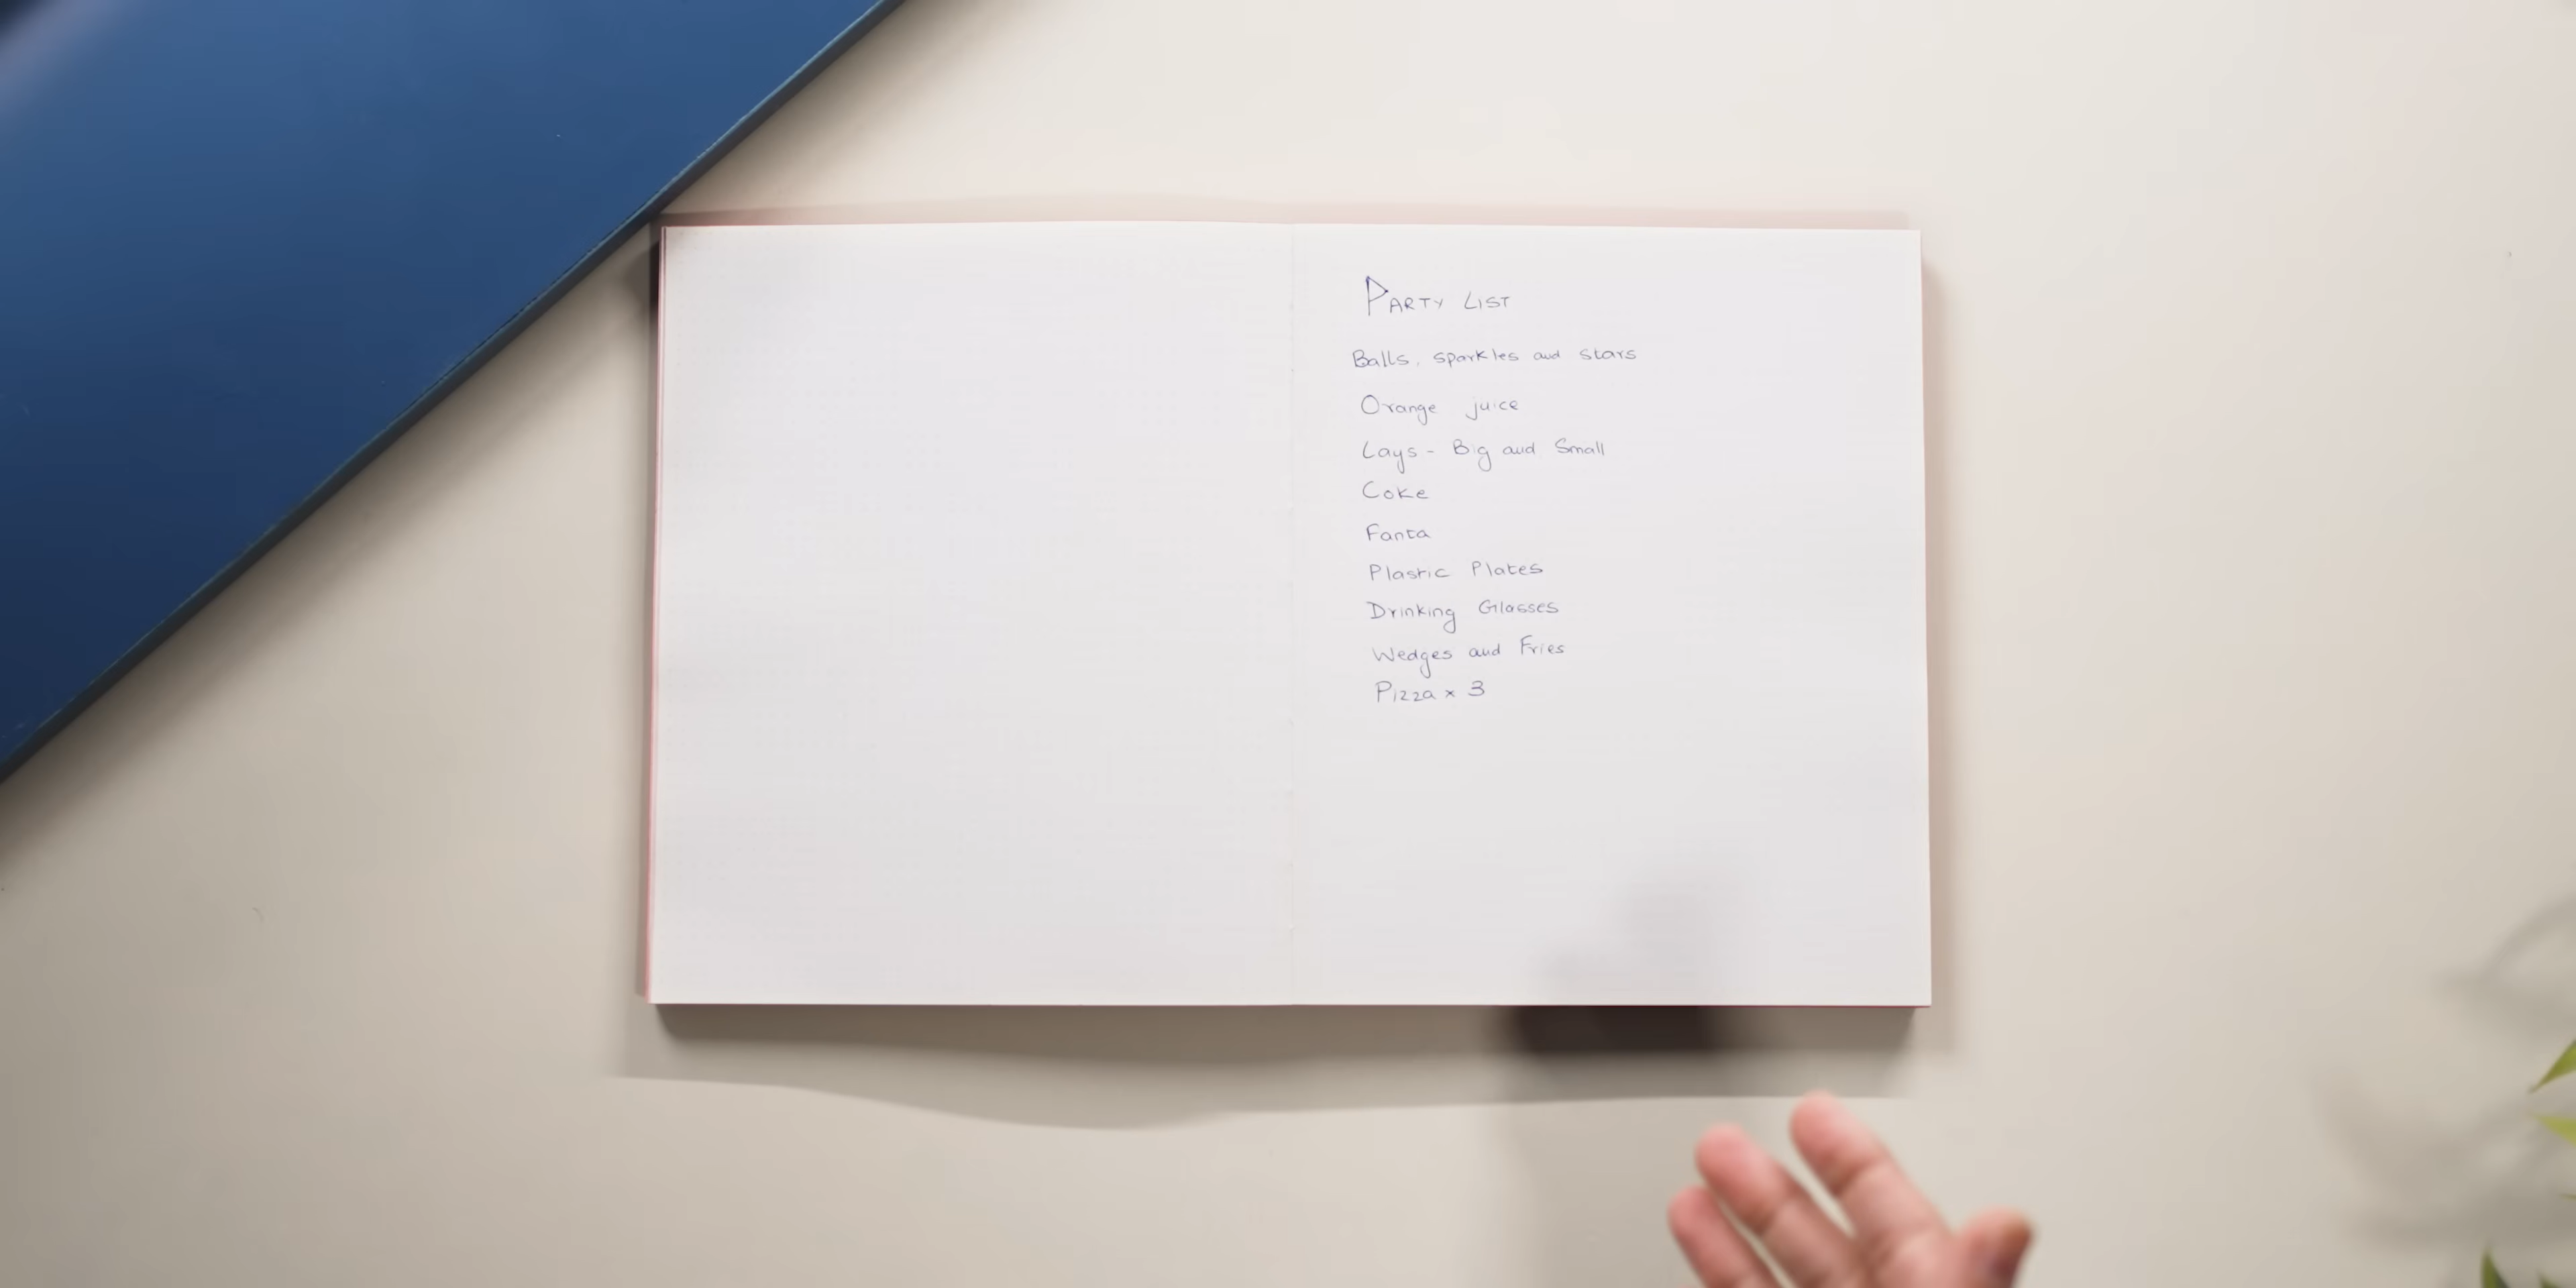 PARTY LIST
Balls, sparkles and stars
Orange juice
Lays - Big and Small
Coke
Fanta
Plastic Plates
Drinking Glasses
Wedges and Fries
Pizza x 3